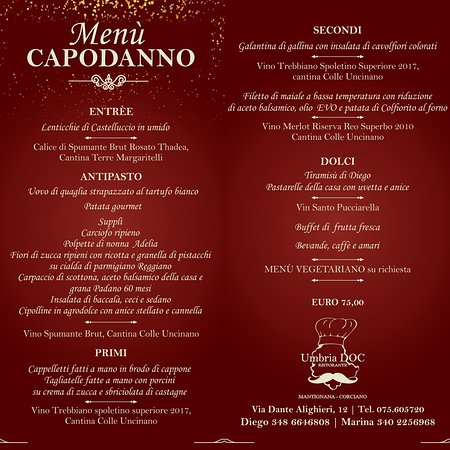 Menù
CAPODANNO
ENTRÈE
Lenticchie di Castelluccio in umido
Calice di Spumante Brut Rosato Thadea,
Cantina Terre Margaritelli
ANTIPASTO
Uovo di quaglia strapazzato al tartufo bianco
Patata gourmet
Supplì
Carciofo ripieno
Polpette di nonna Adelia
Fiori di zucca ripieni con ricotta e granella di pistacchi
su cialda di parmigiano Reggiano
Carpaccio di scottona, aceto balsamico della casa e
grana Padano 60 mesi
Insalata di baccalà, ceci e sedano
Cipolline in agrodolce con anice stellato e cannella
Vino Spumante Brut, Cantina Colle Uncinano
PRIMI
Cappelletti fatti a mano in brodo di cappone
Tagliatelle fatte a mano con porcini
su crema di zucca e sbriciolata di castagne
Vino Trebbiano spoletino superiore 2017,
Cantina Colle Uncinano
SECONDI
Galantina di gallina con insalata di cavolfiori colorati
Vino Trebbiano Spoletino Superiore 2017,
cantina Colle Uncinano
Filetto di maiale a bassa temperatura con riduzione
di aceto balsamico, olio EVO e patata di Colfiorito al forno
Vino Merlot Riserva Reo Superbo 2010
Cantina Colle Uncinano
DOLCI
Tiramisù di Diego
Pastarelle della casa con uvetta e anice
Vin Santo Pucciarella
Buffet di frutta fresca
Bevande, caffè e amari
MENÙ VEGETARIANO su richiesta
EURO 75,00
Umbria DOC
RISTORANTE
MANTIGNANA - CORCIANO
Via Dante Alighieri, 12 | Tel. 075.605720
Diego 348 6646808 | Marina 340 2256968